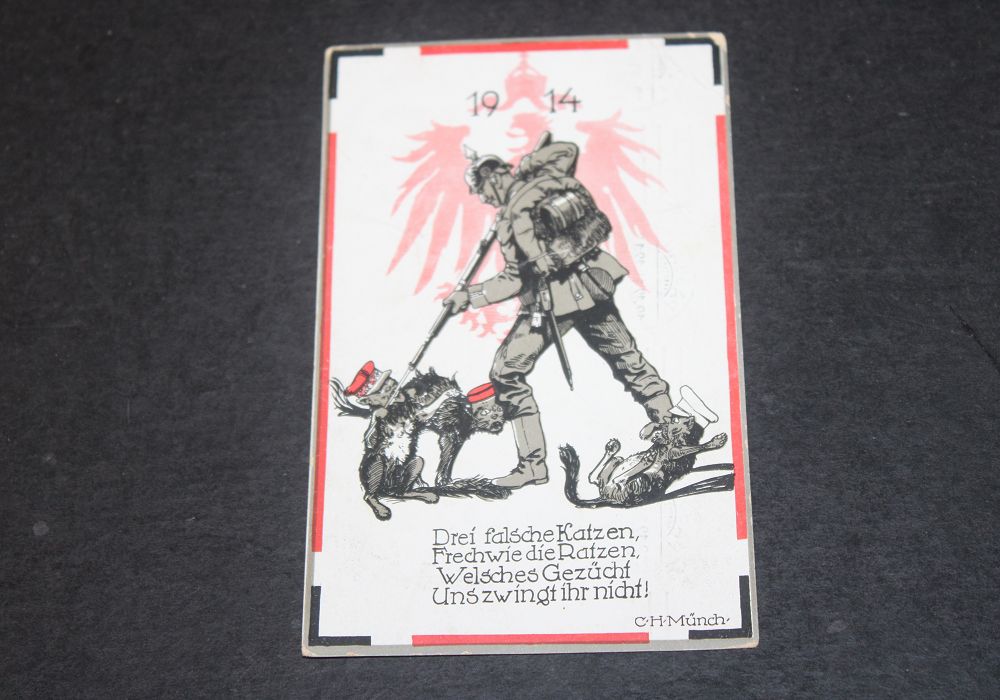 19 14
Drei falsche Katzen,
Frech wie die Ratzen,
Welsches Gezücht
Uns zwingt ihr nicht!
C·H·Münch·